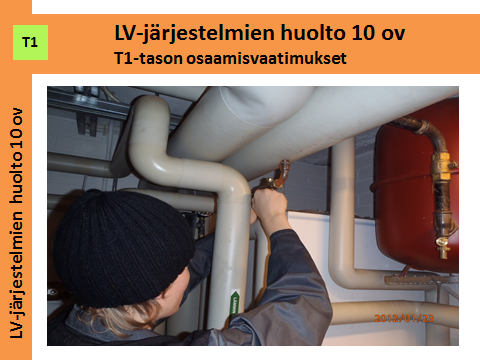 T1
LV-järjestelmien huolto 10 ov
T1-tason osaamisvaatimukset
LV-järjestelmien huolto 10 ov